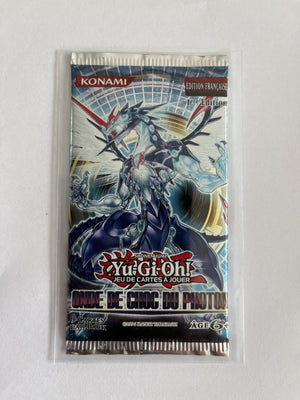 KONAMI
EDITION FRANÇAISE
1re Edition
Yu-Gi-Oh!
JEU DE CARTES À JOUER
ONDE DE CHOC DU PHOTON
AGE 6+